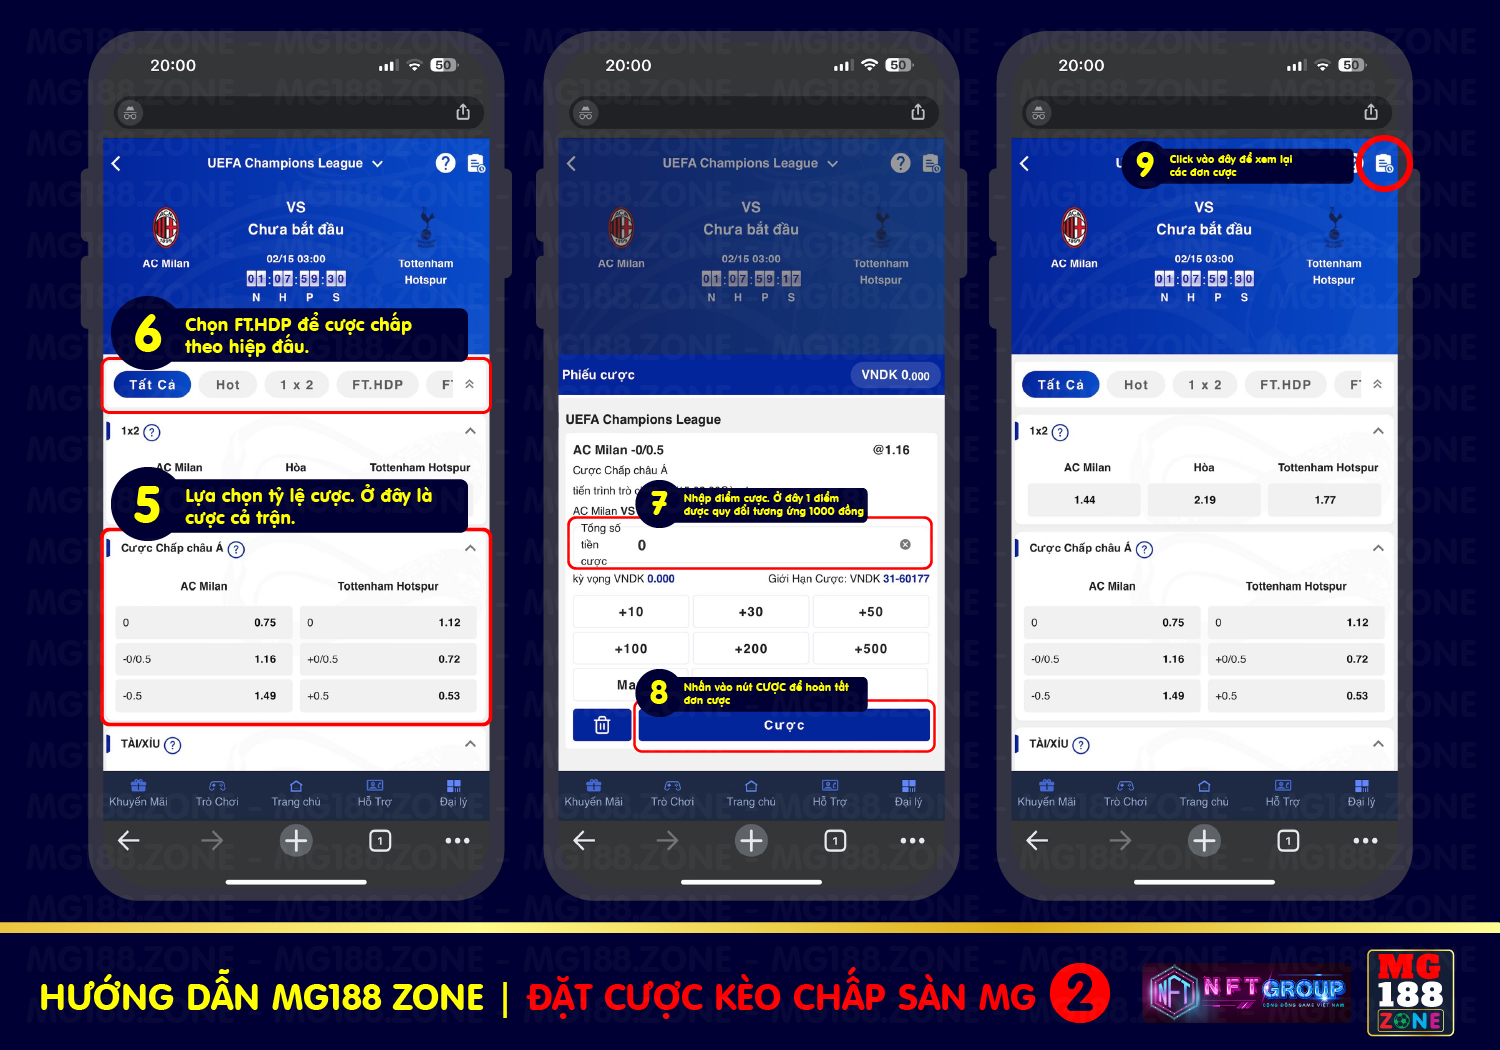 20:00
50
UEFA Champions League
?
VS
Chưa bắt đầu
AC Milan
02/15 03:00
Tottenham
Hotspur
01:07:59:30
N H P S
6
Chọn FT.HDP để cược chấp
theo hiệp đấu.
Tất Cả
Hot
1 x 2
FT.HDP
1x2 ?
AC Milan
Hòa
Tottenham Hotspur
5
Lựa chọn tỷ lệ cược. Ở đây là
cược cả trận.
Cược Chấp châu Á ?
AC Milan
Tottenham Hotspur
0 0.75 0 1.12
-0/0.5 1.16 +0/0.5 0.72
-0.5 1.49 +0.5 0.53
TÀI/XỈU ?
Khuyến Mãi
Trò Chơi
Trang chủ
Hỗ Trợ
Đại lý
1
20:00
50
UEFA Champions League
?
VS
Chưa bắt đầu
AC Milan
02/15 03:00
Tottenham
Hotspur
01:07:59:17
N H P S
Phiếu cược
VNDK 0.000
UEFA Champions League
AC Milan -0/0.5
@1.16
Cược Chấp châu Á
tiến trình trò
AC Milan VS
7
Nhập điểm cược. Ở đây 1 điểm
được quy đổi tương ứng 1000 đồng
Tổng số
tiền
cược
0
kỳ vọng VNDK 0.000
Giới Hạn Cược: VNDK 31-60177
+10
+30
+50
+100
+200
+500
8
Nhấn vào nút CƯỢC để hoàn tất
đơn cược
Cược
Khuyến Mãi
Trò Chơi
Trang chủ
Hỗ Trợ
Đại lý
1
20:00
50
9
Click vào đây để xem lại
các đơn cược
VS
Chưa bắt đầu
AC Milan
02/15 03:00
Tottenham
Hotspur
01:07:59:30
N H P S
Tất Cả
Hot
1 x 2
FT.HDP
1x2 ?
AC Milan
Hòa
Tottenham Hotspur
1.44
2.19
1.77
Cược Chấp châu Á ?
AC Milan
Tottenham Hotspur
0 0.75 0 1.12
-0/0.5 1.16 +0/0.5 0.72
-0.5 1.49 +0.5 0.53
TÀI/XỈU ?
Khuyến Mãi
Trò Chơi
Trang chủ
Hỗ Trợ
Đại lý
1
HƯỚNG DẪN MG188 ZONE | ĐẶT CƯỢC KÈO CHẤP SÀN MG 2
NFT
NFTGROUP
CỘNG ĐỒNG GAME VIỆT NAM
MG
188
ZONE